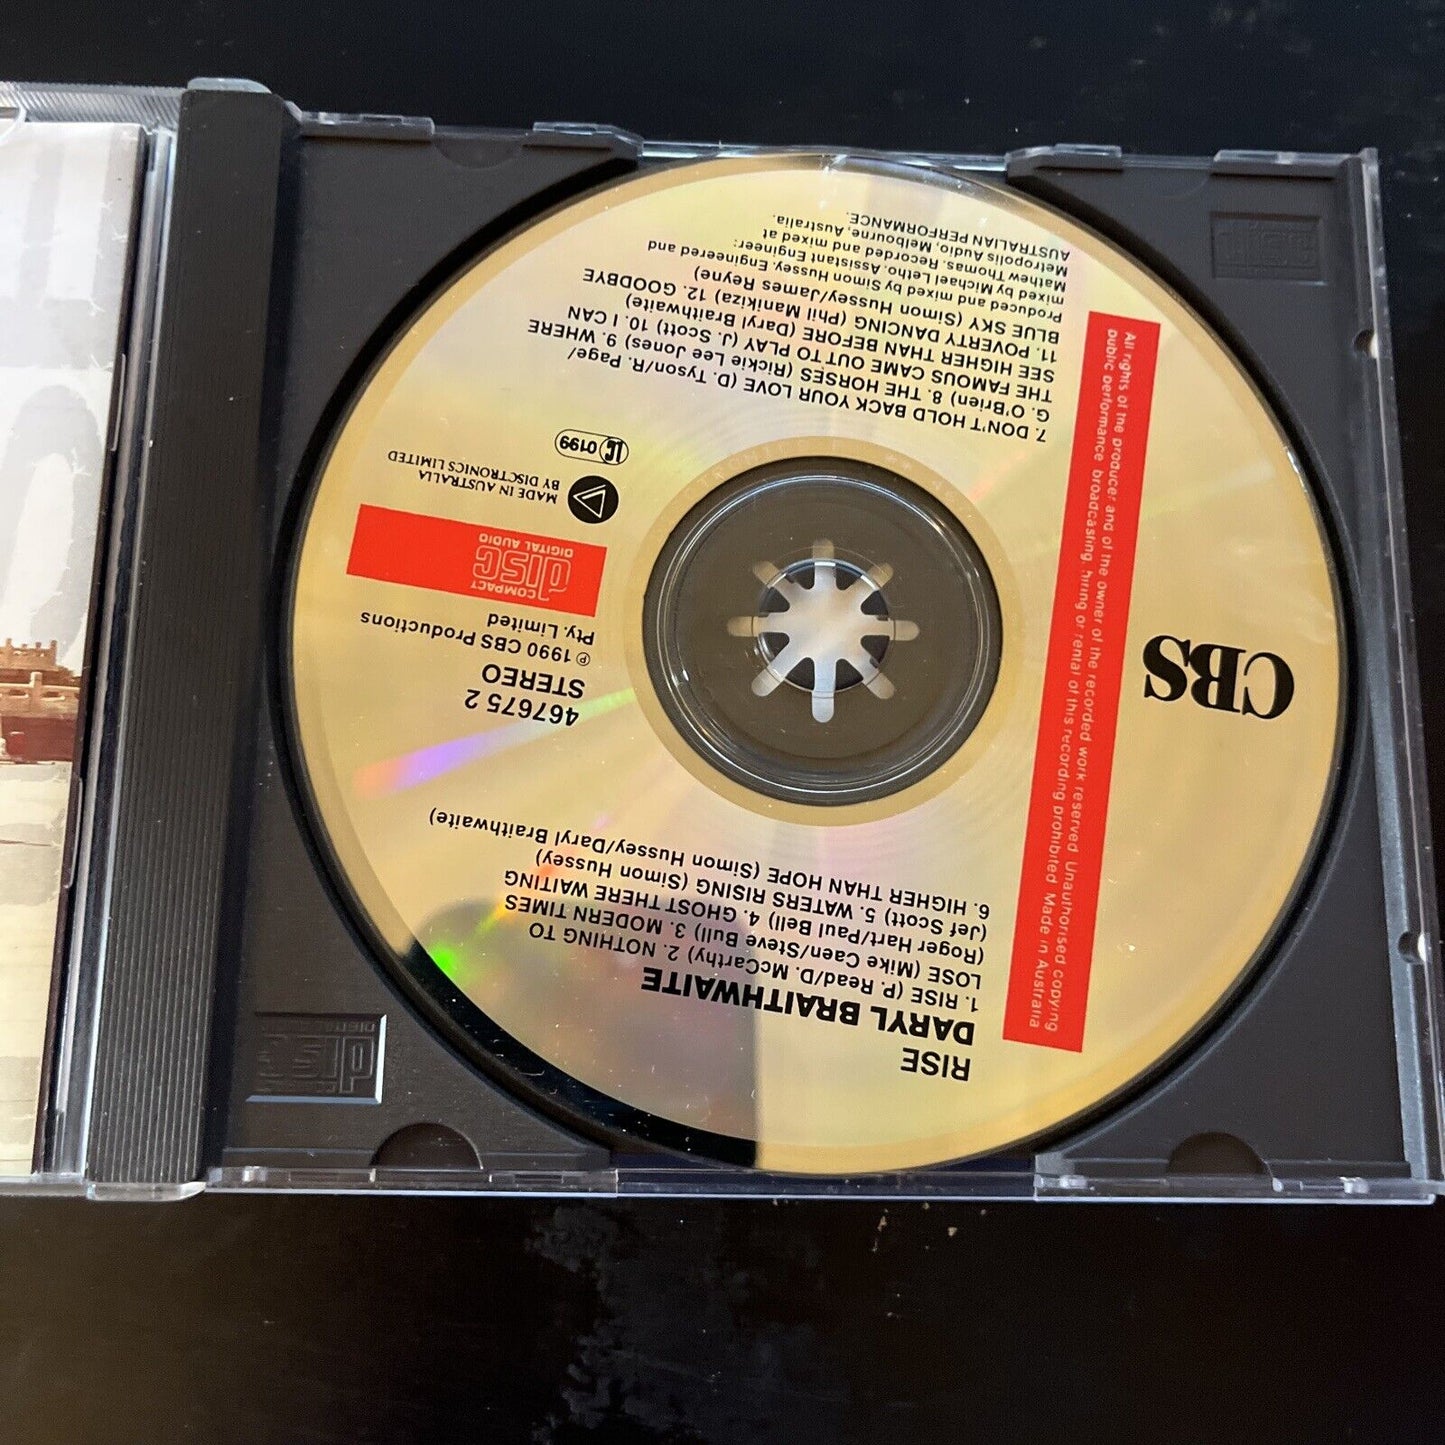 RISE
DARYL BRAITHWAITE
1. RISE (P. Read/D. McCarthy) 2. NOTHING TO
LOSE (Mike Caen/Steve Bull) 3. MODERN TIMES
(Roger Hart/Paul Bell) 4. GHOST THERE WAITING
(Jef Scott) 5. WATERS RISING (Simon Hussey)
6. HIGHER THAN HOPE (Simon Hussey/Daryl Braithwaite)
467675 2
STEREO
℗ 1990 CBS Productions
Pty. Limited
COMPACT
disc
DIGITAL AUDIO
MADE IN AUSTRALIA
BY DISCTRONICS LIMITED
LC 0199
7. DON'T HOLD BACK YOUR LOVE (D. Tyson/R. Page/
G. O'Brien) 8. THE HORSES (Rickie Lee Jones) 9. WHERE
THE FAMOUS CAME OUT TO PLAY (J. Scott) 10. I CAN
SEE HIGHER THAN BEFORE (Daryl Braithwaite)
11. POVERTY DANCING (Phil Manikiza) 12. GOODBYE
BLUE SKY (Simon Hussey/James Reyne)
Produced and mixed by Simon Hussey. Engineered and
mixed by Michael Letho. Assistant Engineer:
Mathew Thomas. Recorded and mixed at
Metropolis Audio, Melbourne, Australia.
AUSTRALIAN PERFORMANCE.
CBS
All rights of the producer and of the owner of the recorded work reserved. Unauthorised copying
public performance broadcasting, hiring or rental of this recording prohibited. Made in Australia
disc